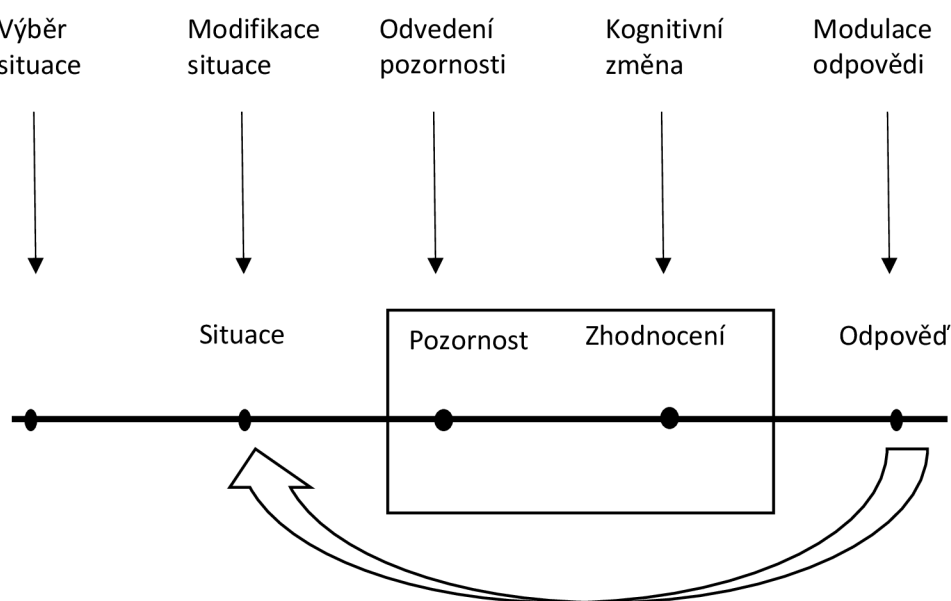 Výběr
situace
Modifikace
situace
Odvedení
pozornosti
Kognitivní
změna
Modulace
odpovědi
Situace
Pozornost
Zhodnocení
Odpověď